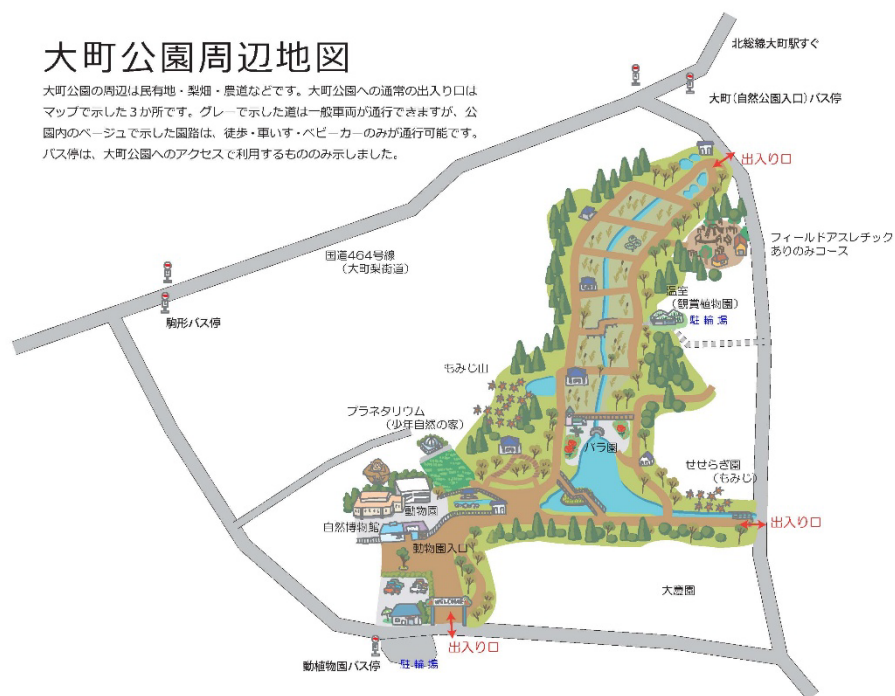 大町公園周辺地図
大町公園の周辺は民有地・梨畑・農道などです。大町公園への通常の出入り口は
マップで示した3か所です。グレーで示した道は一般車両が通行できますが、公
園内のベージュで示した園路は、徒歩・車いす・ベビーカーのみが通行可能です。
バス停は、大町公園へのアクセスで利用するもののみ示しました。
北総線大町駅すぐ
大町(自然公園入口)バス停
出入り口
フィールドアスレチック
ありのみコース
国道464号線
(大町梨街道)
温室
(観賞植物園)
駐輪場
駒形バス停
もみじ山
プラネタリウム
(少年自然の家)
バラ園
せせらぎ園
(もみじ)
動物園
自然博物館
出入り口
動物園入口
大豊園
WELCOME
出入り口
動植物園バス停
駐輪場